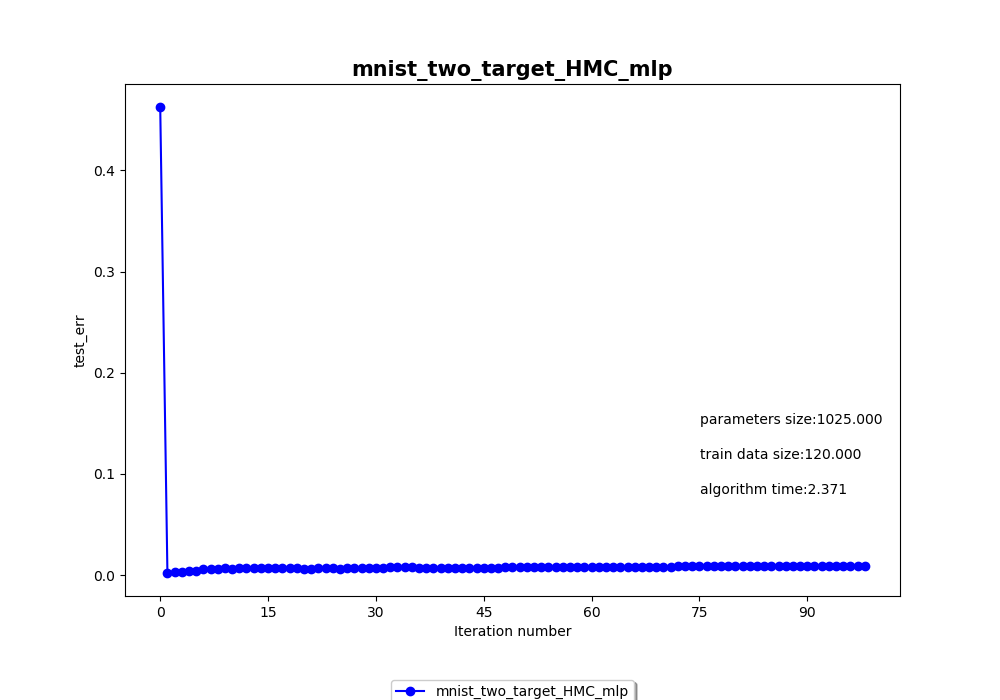 mnist_two_target_HMC_mlp
0.4
0.3
0.2
0.1
0.0
test_err
parameters size:1025.000
train data size:120.000
algorithm time:2.371
0 15 30 45 60 75 90
Iteration number
mnist_two_target_HMC_mlp